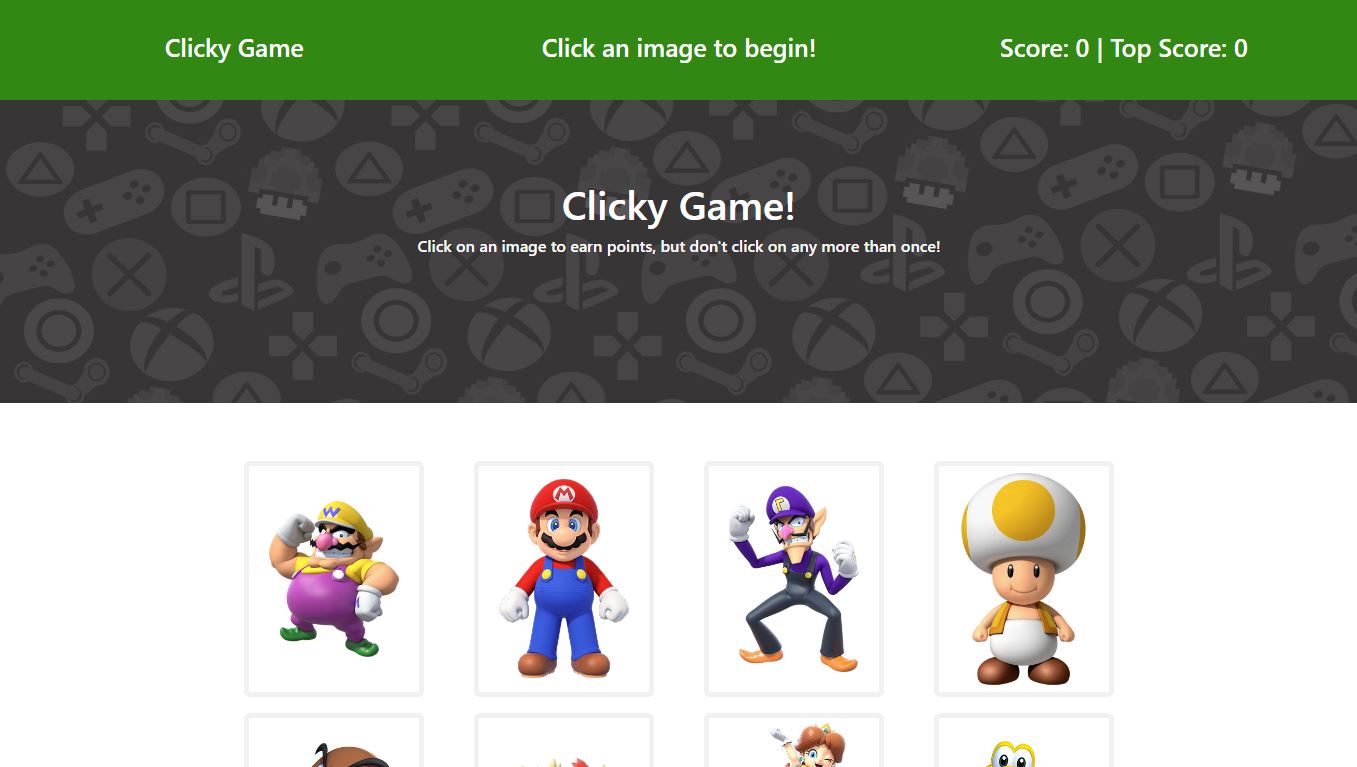 Clicky Game
Click an image to begin!
Score: 0 | Top Score: 0
Clicky Game!
Click on an image to earn points, but don't click on any more than once!
W
M